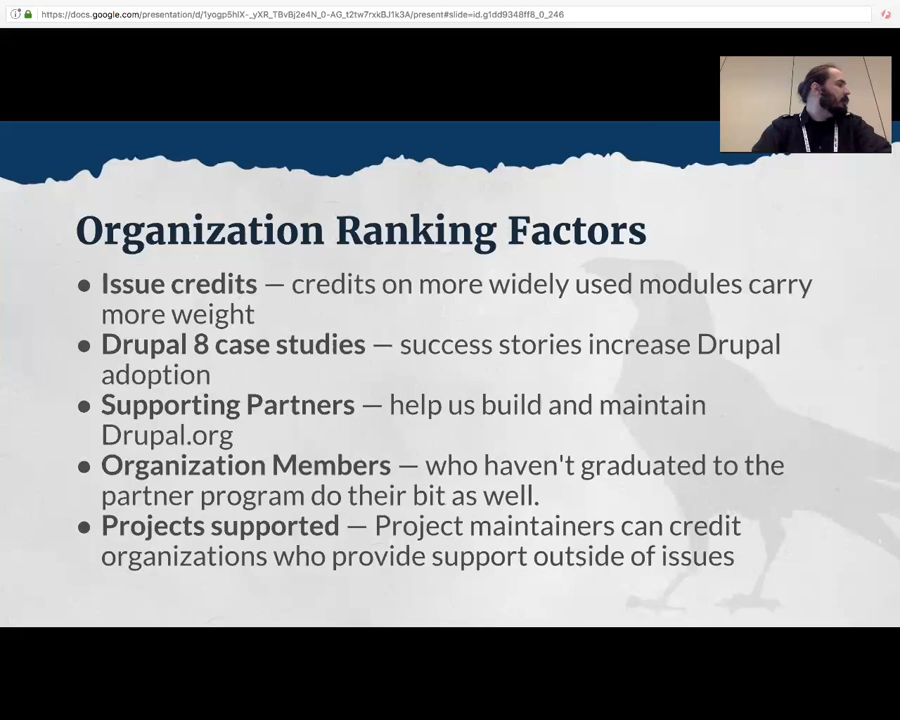 https://docs.google.com/presentation/d/1yogp5hlX-_yXR_TBvBj2e4N_0-AG_t2tw7rxkBJ1k3A/present#slide=id.g1dd9348ff8_0_246
Organization Ranking Factors
● Issue credits — credits on more widely used modules carry
more weight
● Drupal 8 case studies — success stories increase Drupal
adoption
● Supporting Partners — help us build and maintain
Drupal.org
● Organization Members — who haven't graduated to the
partner program do their bit as well.
● Projects supported — Project maintainers can credit
organizations who provide support outside of issues